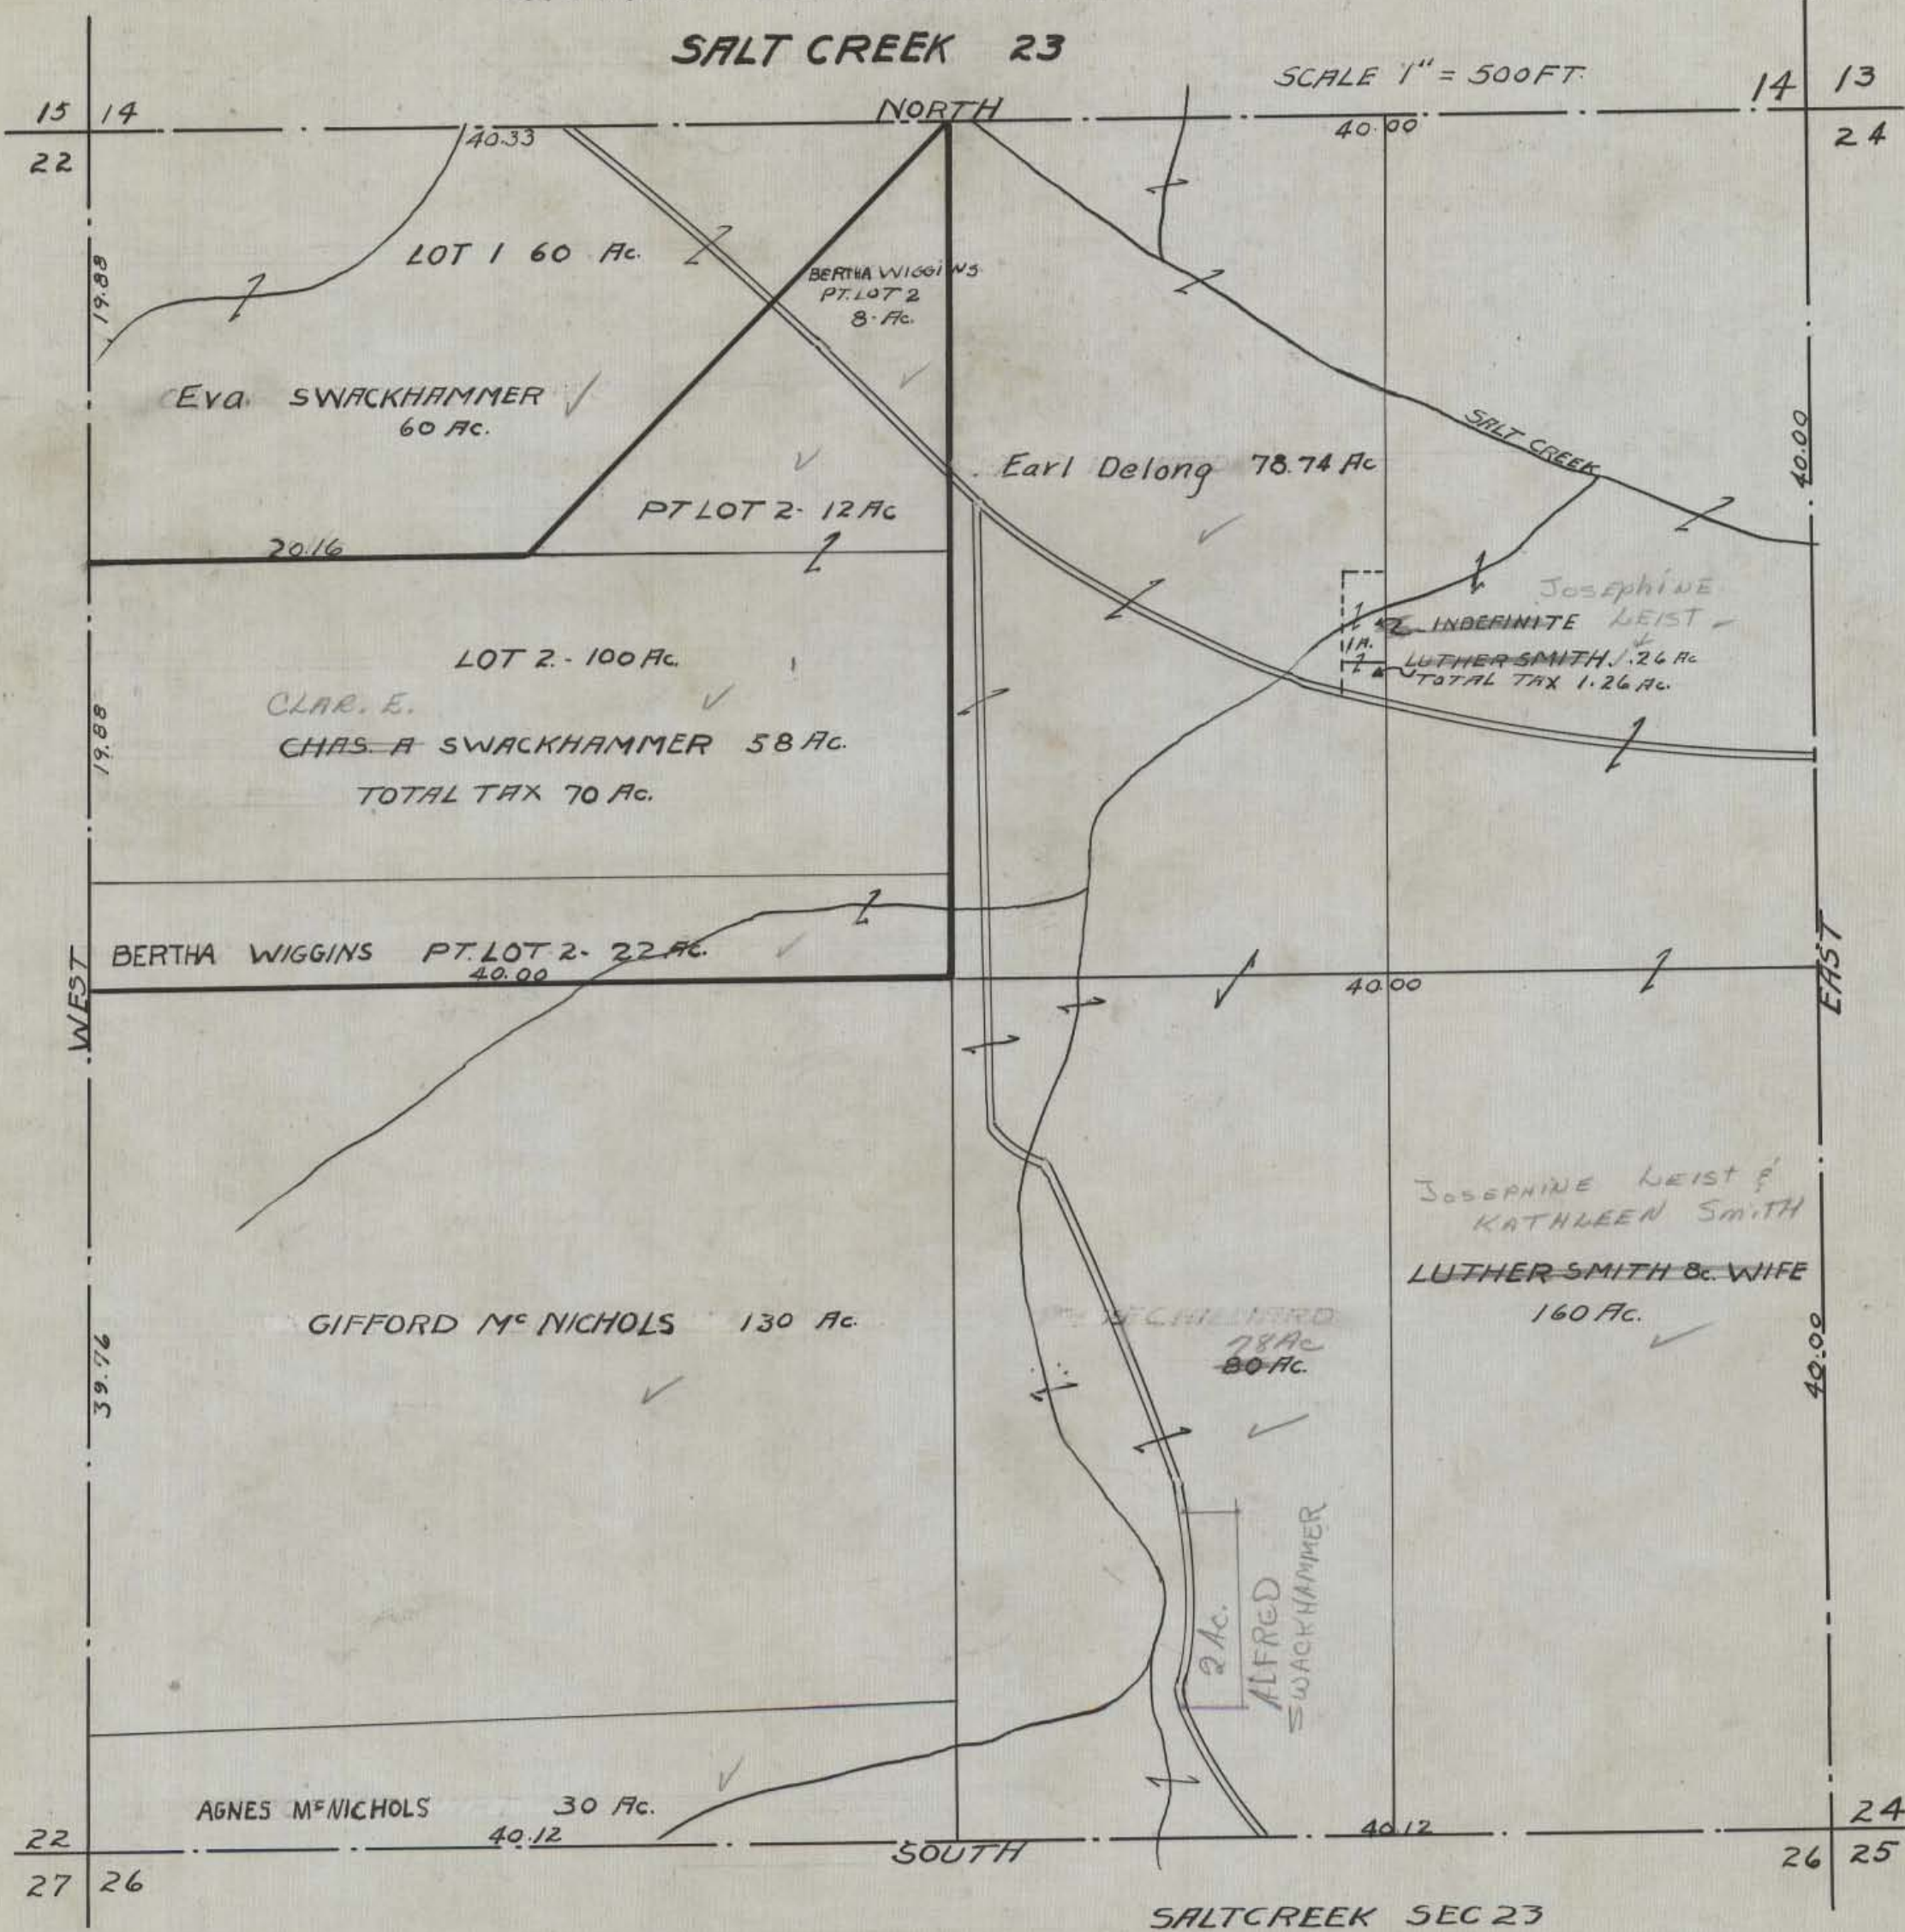 SALT CREEK 23
SCALE 1" = 500 FT.
15 14
22
14 13
24
NORTH
40.33
40.00
19.88
LOT 1 60 Ac.
BERTHA WIGGINS
PT. LOT 2
8-Ac.
Eva. SWACKHAMMER
60 Ac.
SALT CREEK
40.00
Earl Delong 78.74 Ac
PT LOT 2- 12 Ac
20.16
JOSEPHINE
LEIST
INDEFINITE
1A.
LUTHER SMITH .26 Ac
TOTAL TAX 1.26 Ac.
LOT 2.- 100 Ac.
CLAR. E.
CHAS. A SWACKHAMMER 58 Ac.
TOTAL TAX 70 Ac.
19.88
BERTHA WIGGINS PT. LOT 2- 22 Ac.
40.00
40.00
WEST
EAST
JOSEPHINE LEIST &
KATHLEEN SMITH
LUTHER SMITH & WIFE
160 Ac.
GIFFORD Mc NICHOLS 130 Ac.
78 Ac
80 Ac.
39.76
40.00
2 Ac.
ALFRED
SWACKHAMMER
AGNES McNICHOLS 30 Ac.
40.12
40.12
SOUTH
22
27 26
24
26 25
SALTCREEK SEC 23